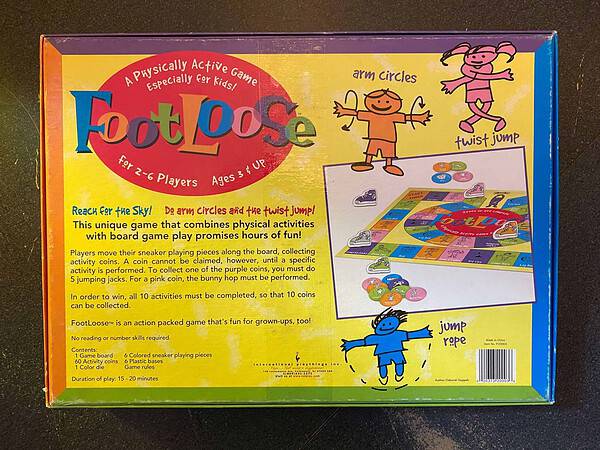 A Physically Active Game
Especially for Kids!
FootLoose
For 2-6 Players Ages 3 & Up
arm circles
twist jump
Reach for the Sky! Do arm circles and the twist jump!
This unique game that combines physical activities
with board game play promises hours of fun!
Players move their sneaker playing pieces along the board, collecting
activity coins. A coin cannot be claimed, however, until a specific
activity is performed. To collect one of the purple coins, you must do
5 jumping jacks. For a pink coin, the bunny hop must be performed.
In order to win, all 10 activities must be completed, so that 10 coins
can be collected.
FootLoose™ is an action packed game that's fun for grown-ups, too!
No reading or number skills required.
Contents:
1 Game board 6 Colored sneaker playing pieces
60 Activity coins 6 Plastic bases
1 Color die Game rules
Duration of play: 15 - 20 minutes
international playthings inc
jump
rope
Made in China